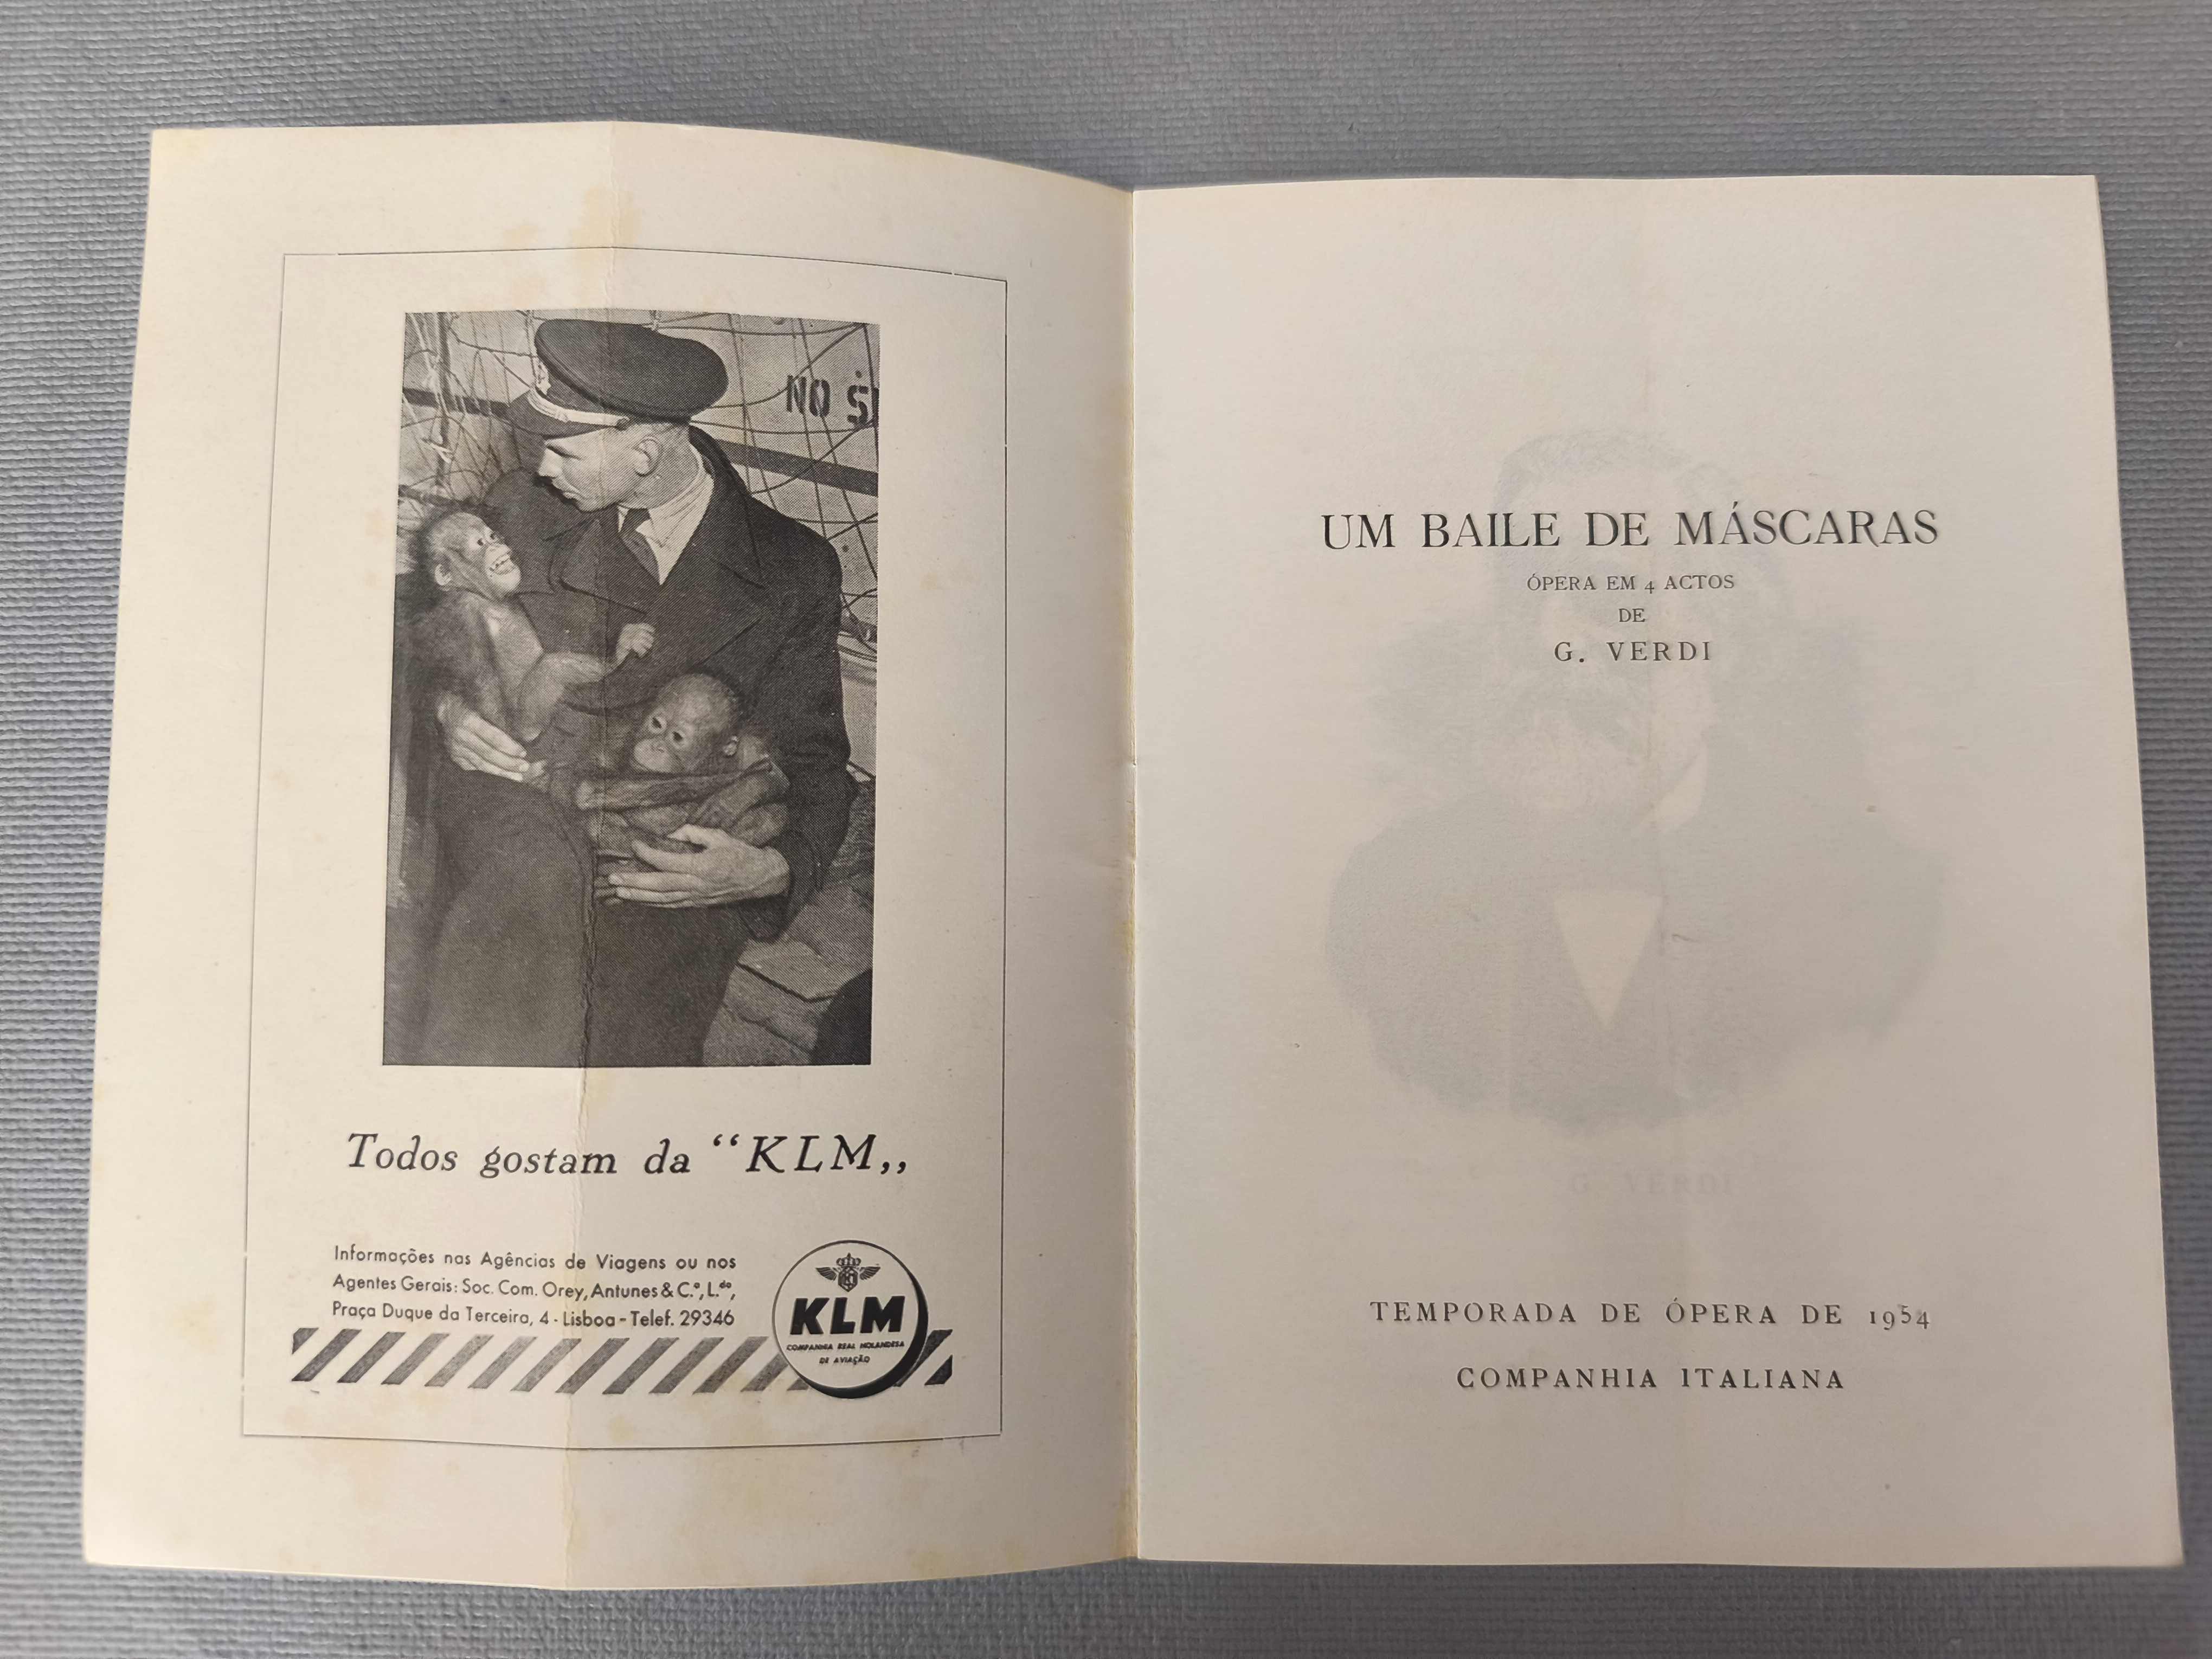 NO S
Todos gostam da “KLM„
Informações nas Agências de Viagens ou nos
Agentes Gerais: Soc. Com. Orey, Antunes & C.ª, L.da,
Praça Duque da Terceira, 4 - Lisboa - Telef. 29346
KLM
COMPANHIA REAL HOLANDESA
DE AVIAÇÃO
UM BAILE DE MÁSCARAS
ÓPERA EM 4 ACTOS
DE
G. VERDI
G. VERDI
TEMPORADA DE ÓPERA DE 1954
COMPANHIA ITALIANA